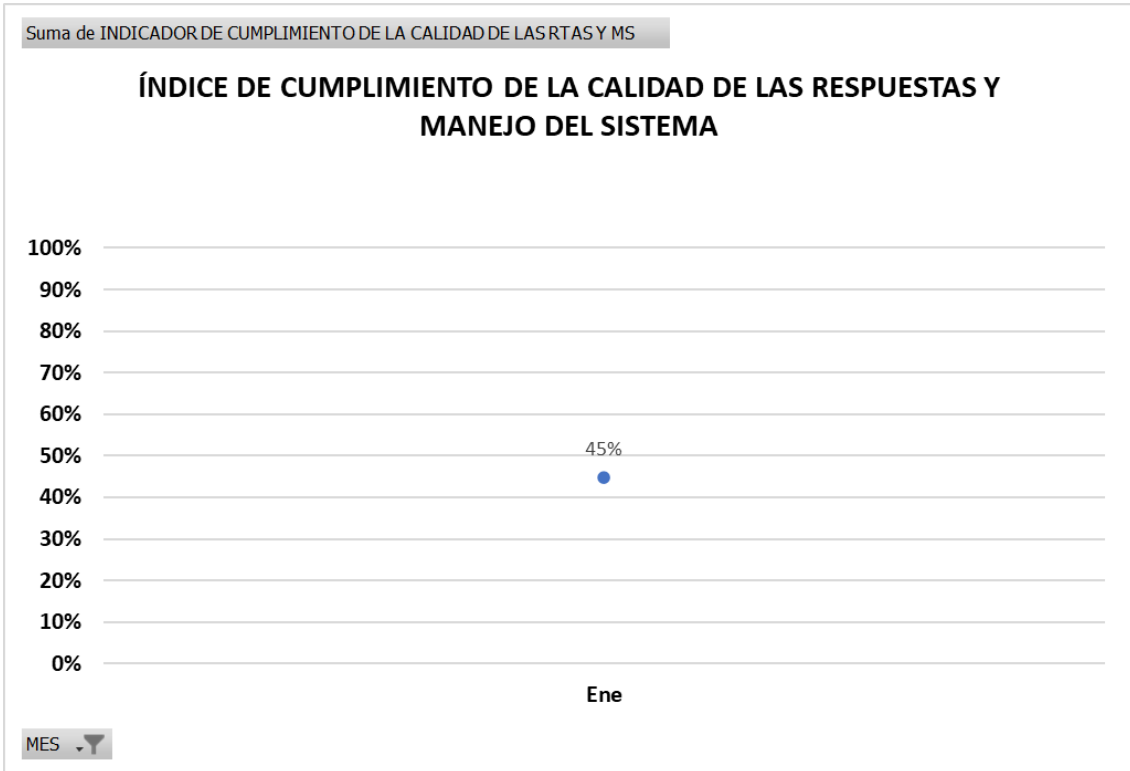 Suma de INDICADOR DE CUMPLIMIENTO DE LA CALIDAD DE LAS RTAS Y MS
ÍNDICE DE CUMPLIMIENTO DE LA CALIDAD DE LAS RESPUESTAS Y
MANEJO DEL SISTEMA
100%
90%
80%
70%
60%
50%
45%
40%
30%
20%
10%
0%
Ene
MES